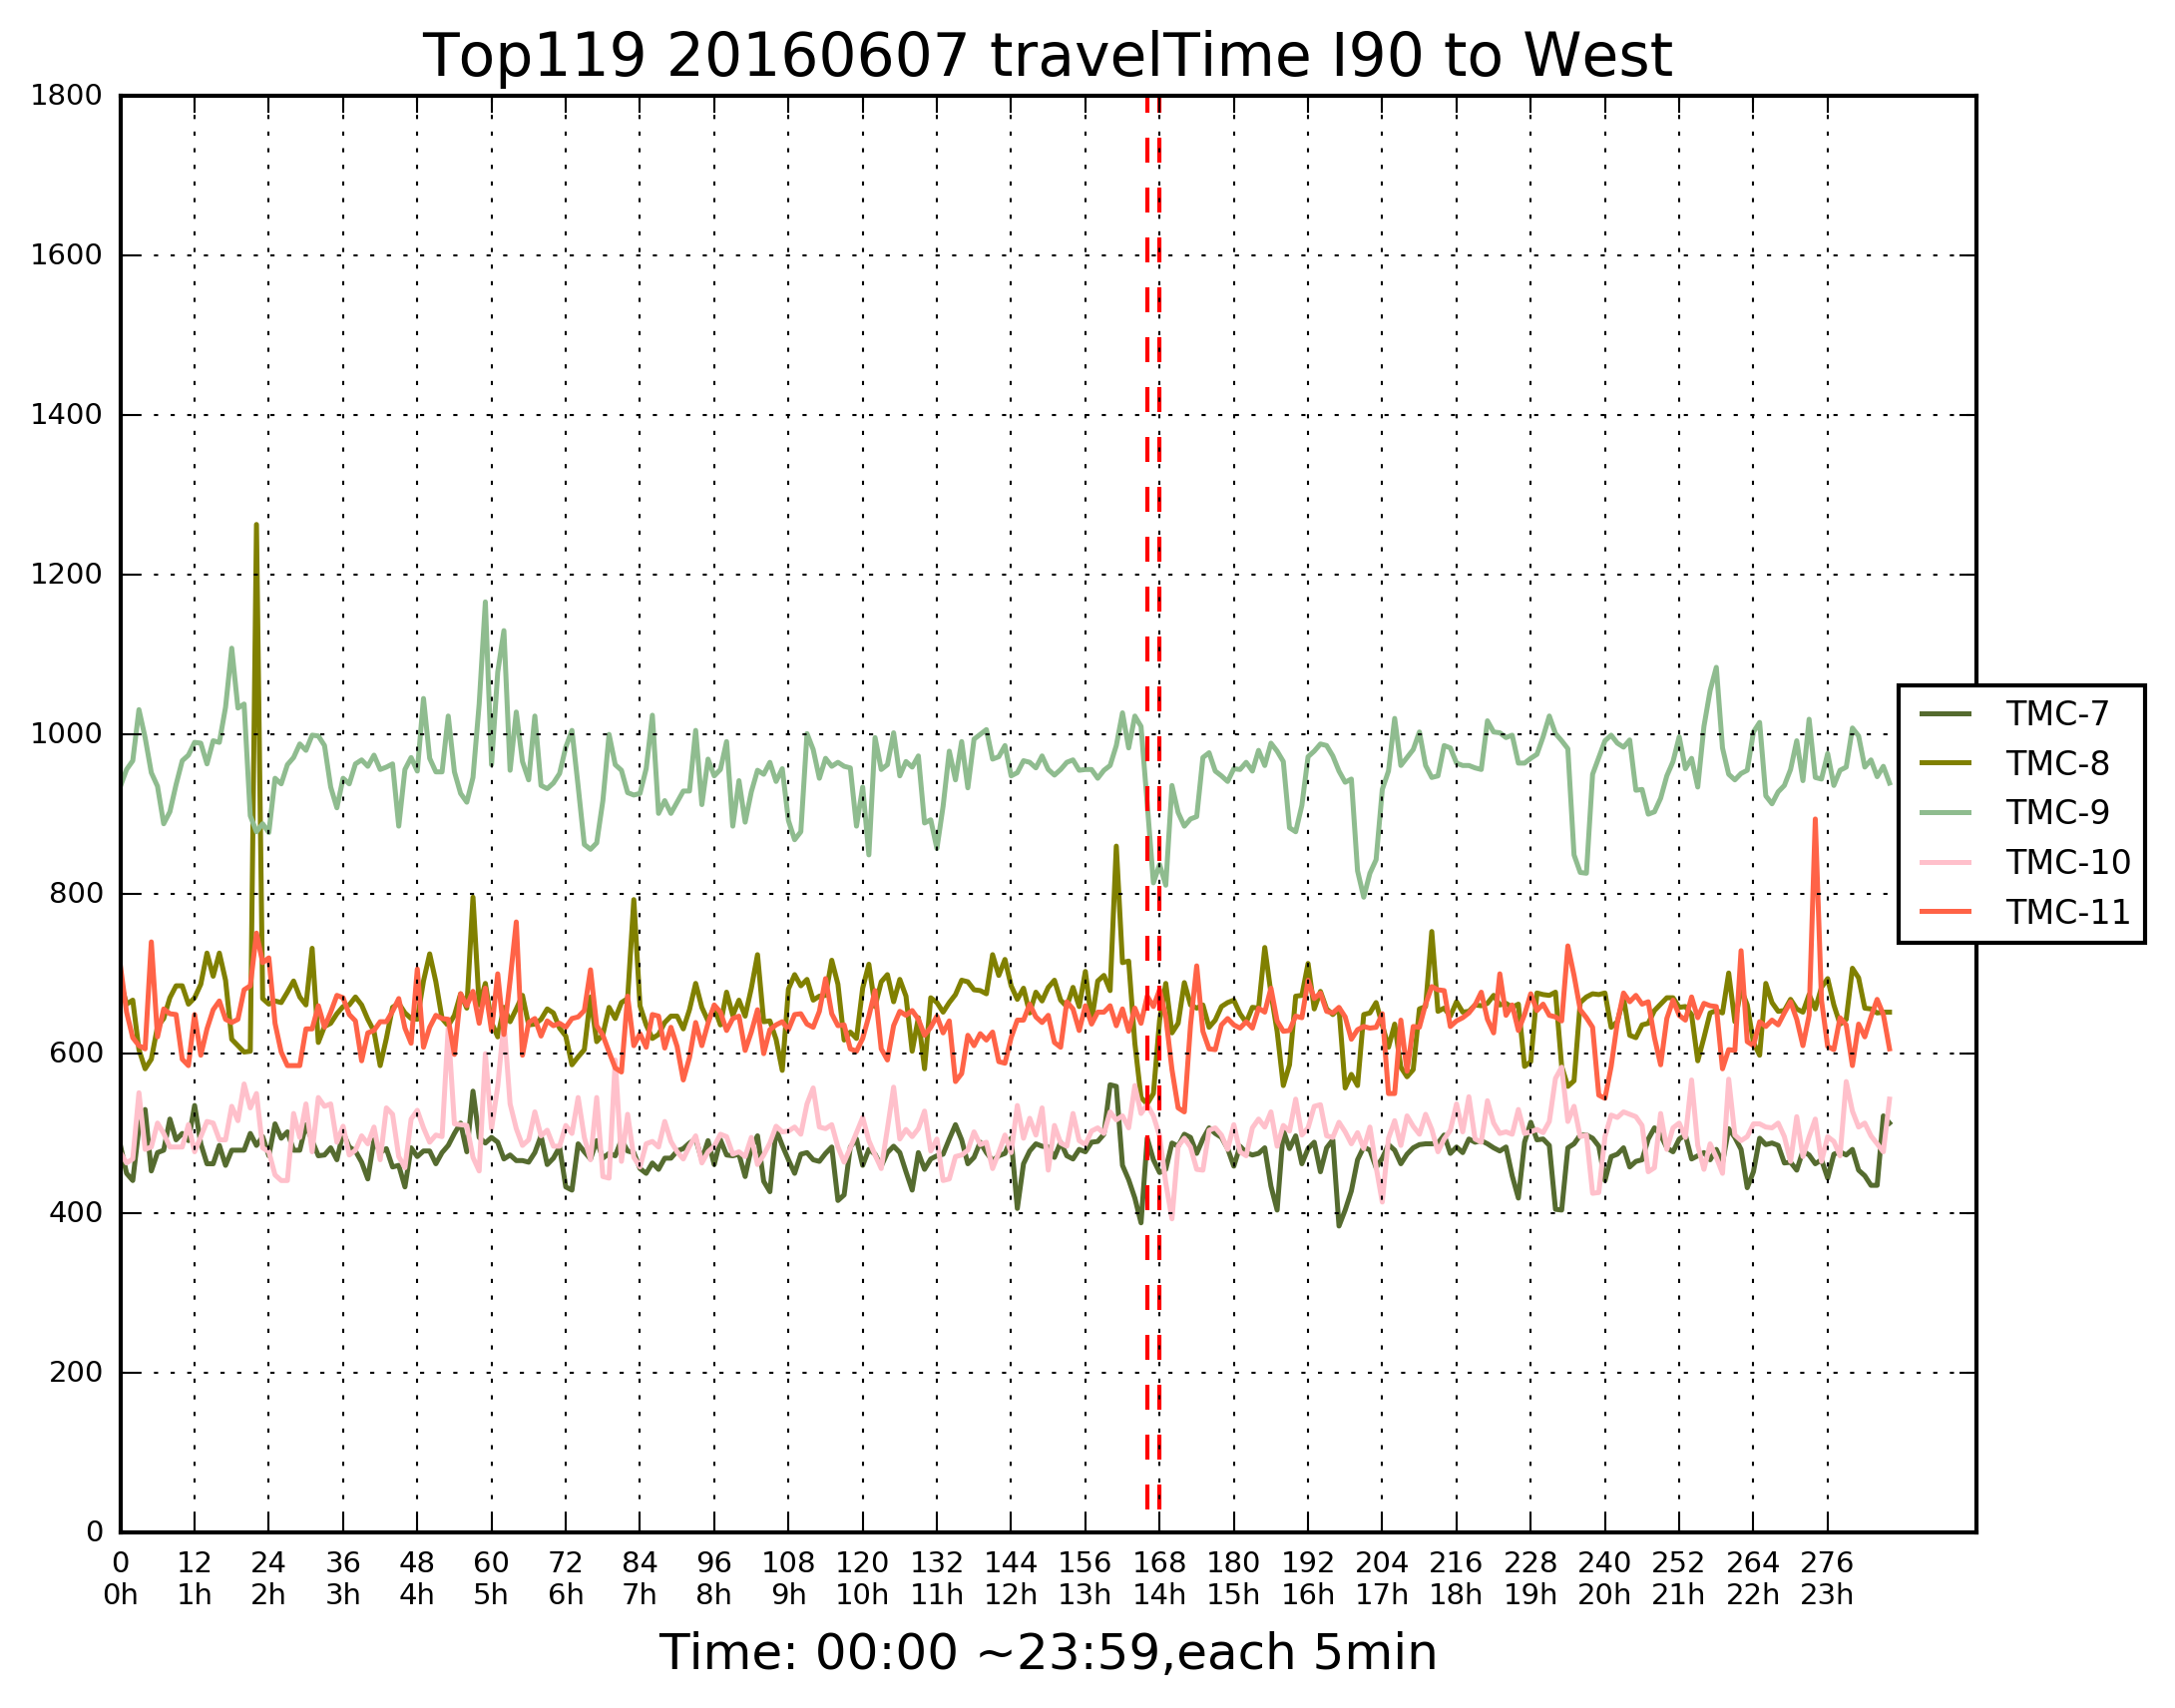 Top119 20160607 travelTime I90 to West
1800
1600
1400
1200
1000
800
600
400
200
0
TMC-7
TMC-8
TMC-9
TMC-10
TMC-11
0 12 24 36 48 60 72 84 96 108 120 132 144 156 168 180 192 204 216 228 240 252 264 276
0h 1h 2h 3h 4h 5h 6h 7h 8h 9h 10h 11h 12h 13h 14h 15h 16h 17h 18h 19h 20h 21h 22h 23h
Time: 00:00 ~23:59,each 5min